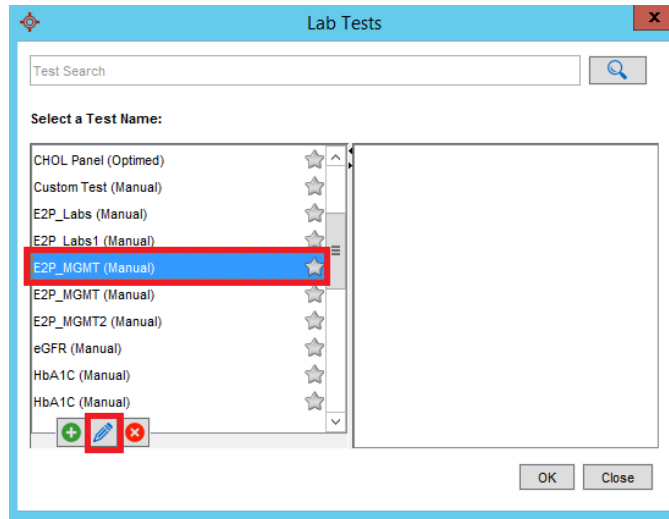 Lab Tests
x
Test Search
Select a Test Name:
CHOL Panel (Optimed)
Custom Test (Manual)
E2P_Labs (Manual)
E2P_Labs1 (Manual)
E2P_MGMT (Manual)
E2P_MGMT (Manual)
E2P_MGMT2 (Manual)
eGFR (Manual)
HbA1C (Manual)
HbA1C (Manual)
OK Close